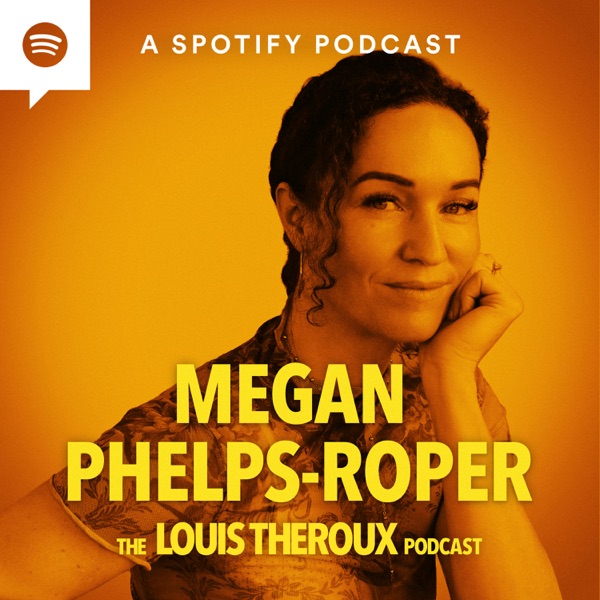 A SPOTIFY PODCAST
MEGAN
PHELPS-ROPER
THE LOUIS THEROUX PODCAST